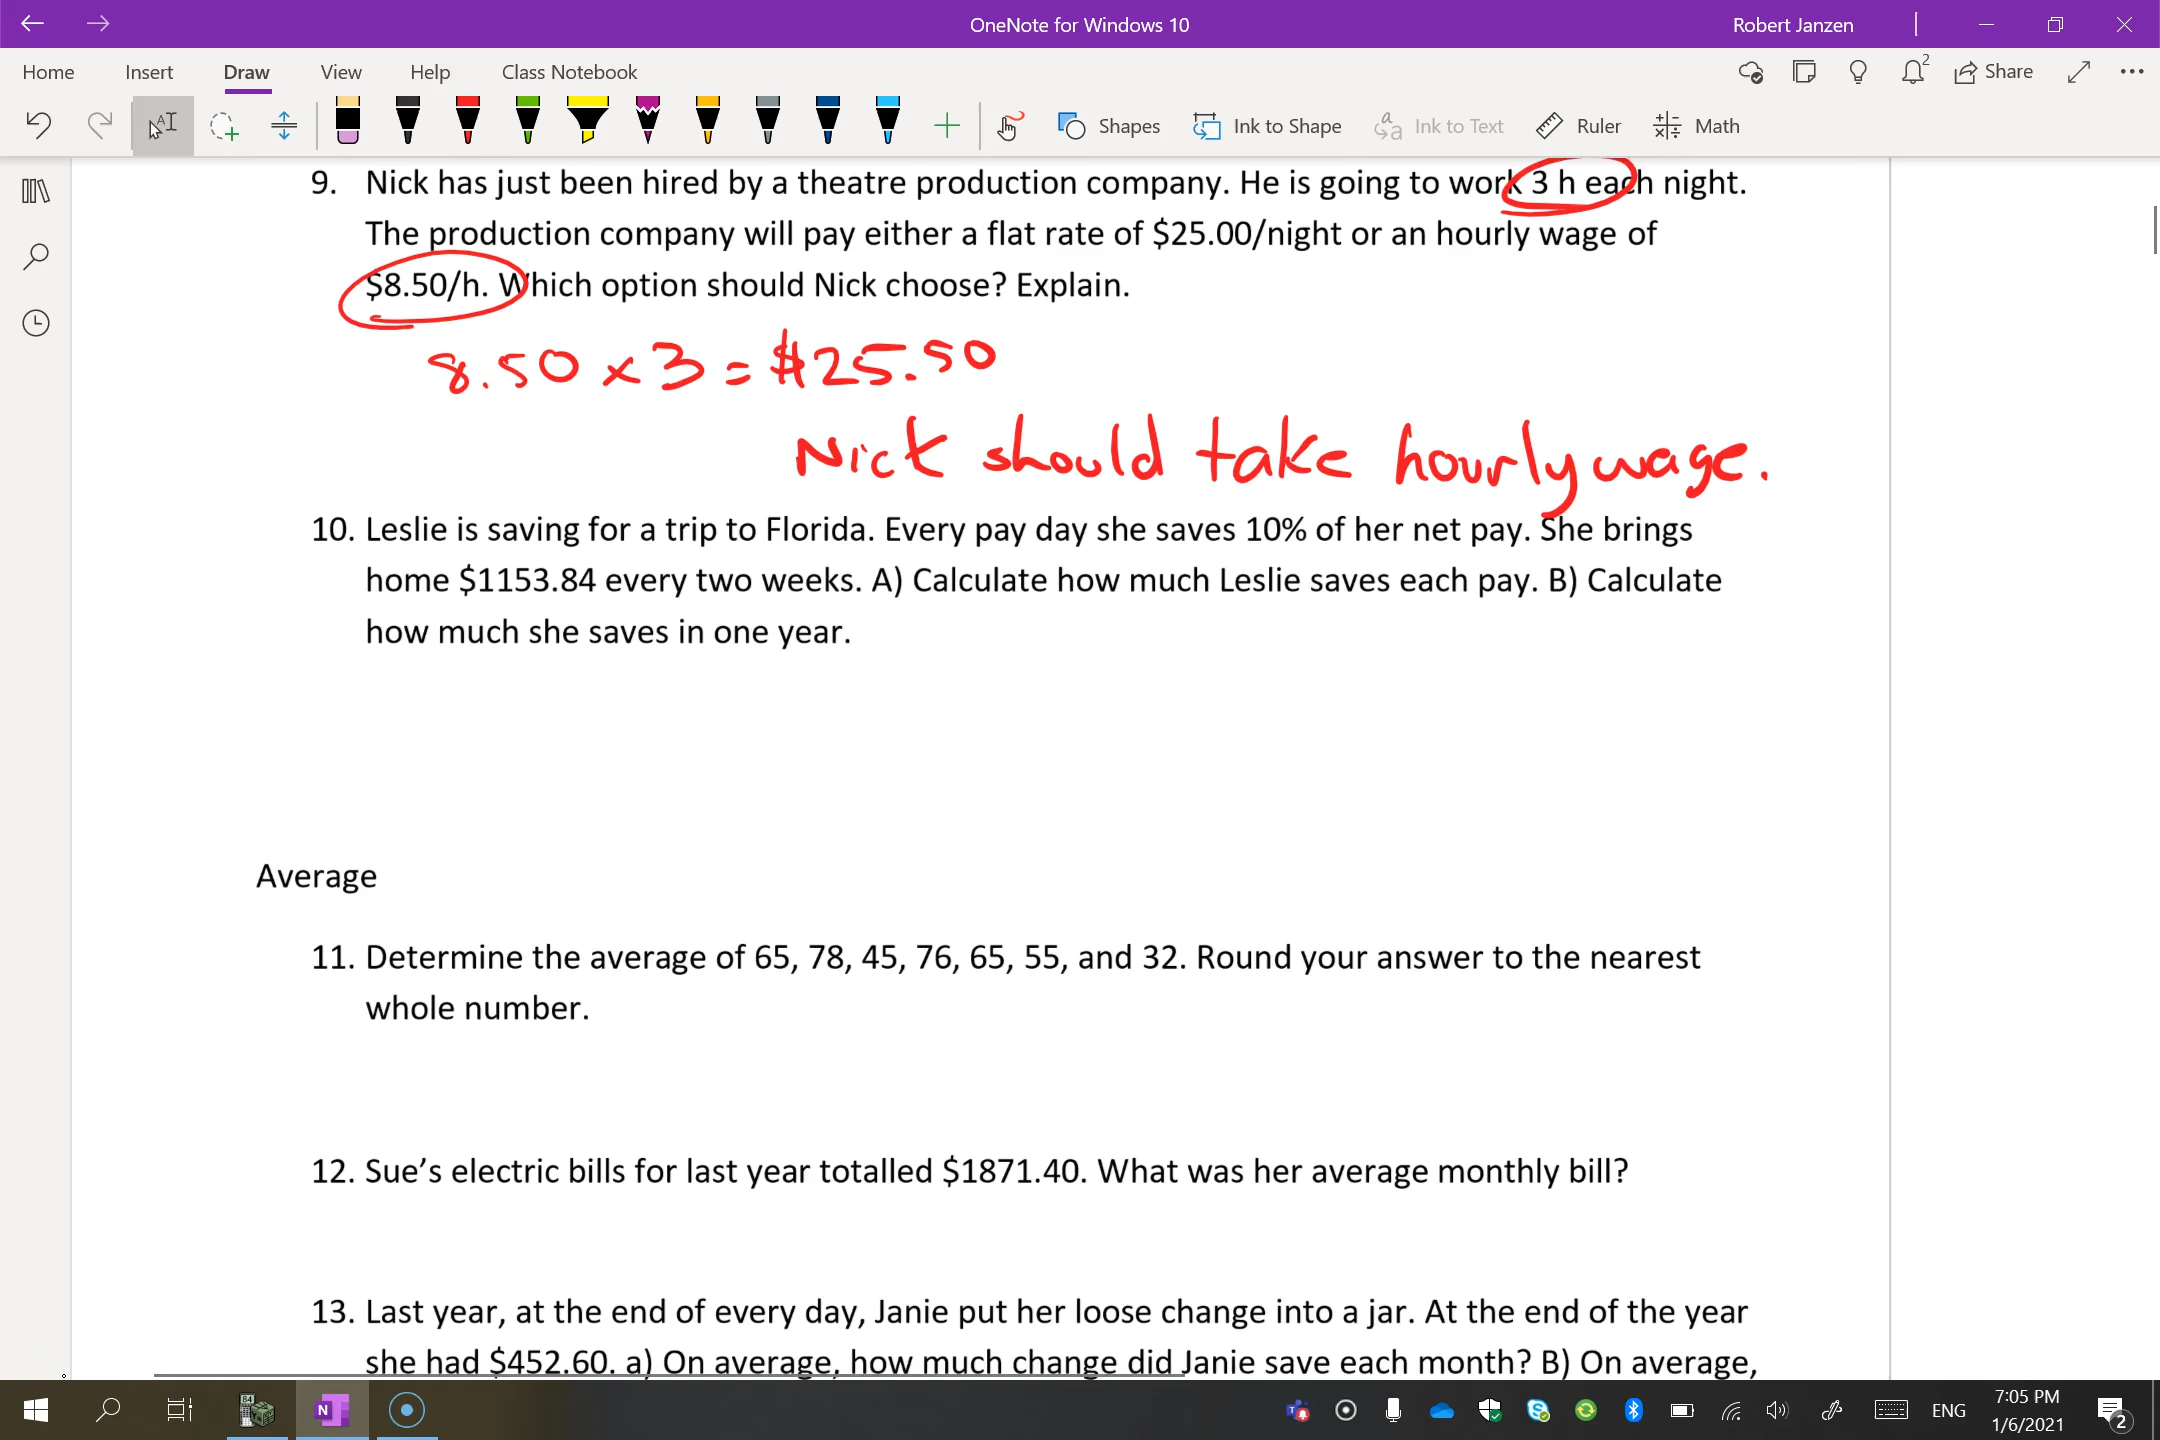 OneNote for Windows 10
Robert Janzen
Home Insert Draw View Help Class Notebook
2 Share
Shapes Ink to Shape Ink to Text Ruler Math
9. Nick has just been hired by a theatre production company. He is going to work 3 h each night.
The production company will pay either a flat rate of $25.00/night or an hourly wage of
$8.50/h. Which option should Nick choose? Explain.
8.50 x 3 = $25.50
Nick should take hourly wage.
10. Leslie is saving for a trip to Florida. Every pay day she saves 10% of her net pay. She brings
home $1153.84 every two weeks. A) Calculate how much Leslie saves each pay. B) Calculate
how much she saves in one year.
Average
11. Determine the average of 65, 78, 45, 76, 65, 55, and 32. Round your answer to the nearest
whole number.
12. Sue’s electric bills for last year totalled $1871.40. What was her average monthly bill?
13. Last year, at the end of every day, Janie put her loose change into a jar. At the end of the year
she had $452.60. a) On average, how much change did Janie save each month? B) On average,
ENG
7:05 PM
1/6/2021
2